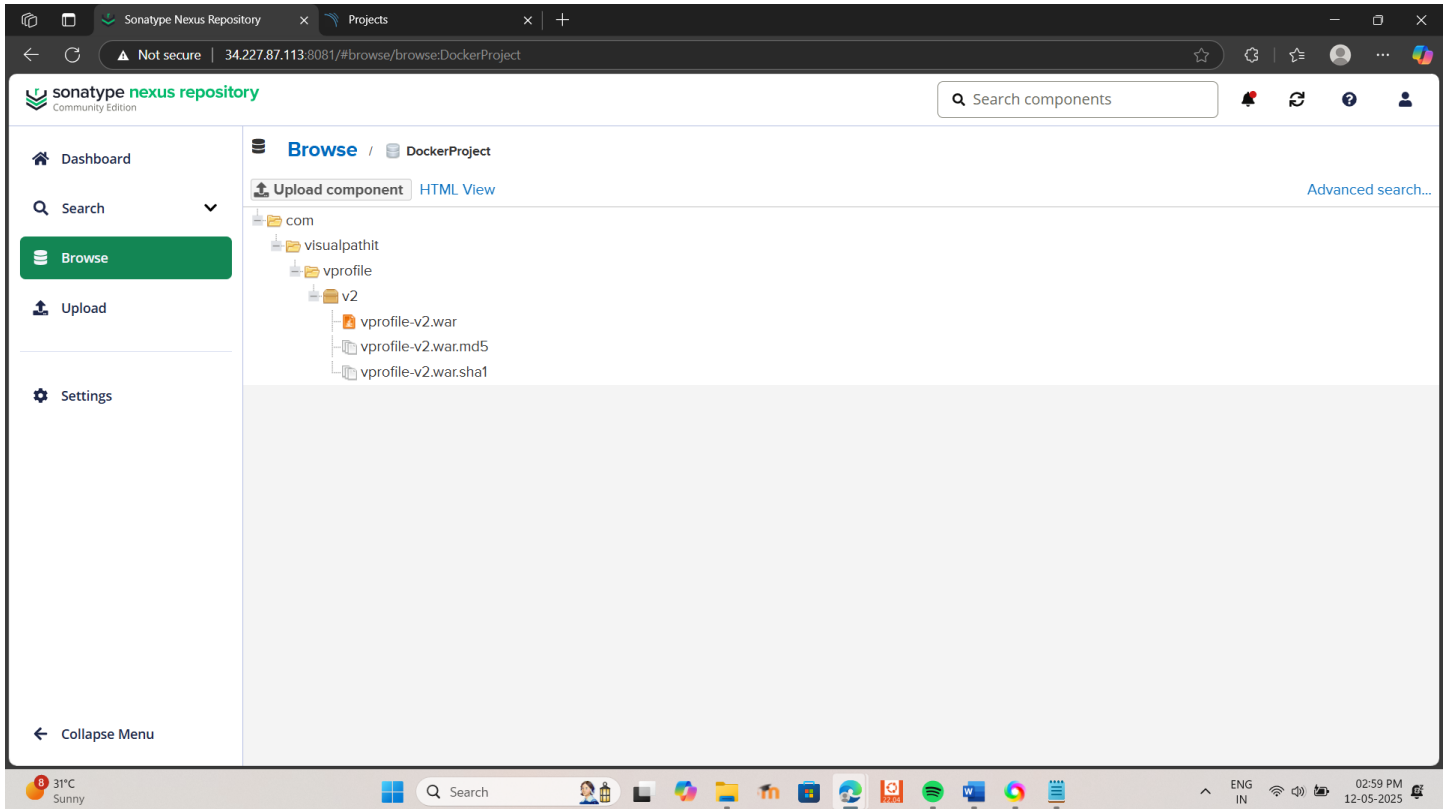 Sonatype Nexus Repository
Projects
Not secure 34.227.87.113:8081/#browse/browse:DockerProject
sonatype nexus repository
Community Edition
Search components
Dashboard
Search
Browse
Upload
Settings
Collapse Menu
Browse / DockerProject
Upload component HTML View Advanced search...
com
visualpathit
vprofile
v2
vprofile-v2.war
vprofile-v2.war.md5
vprofile-v2.war.sha1
8
31°C
Sunny
Search
22.04
ENG
IN
02:59 PM
12-05-2025